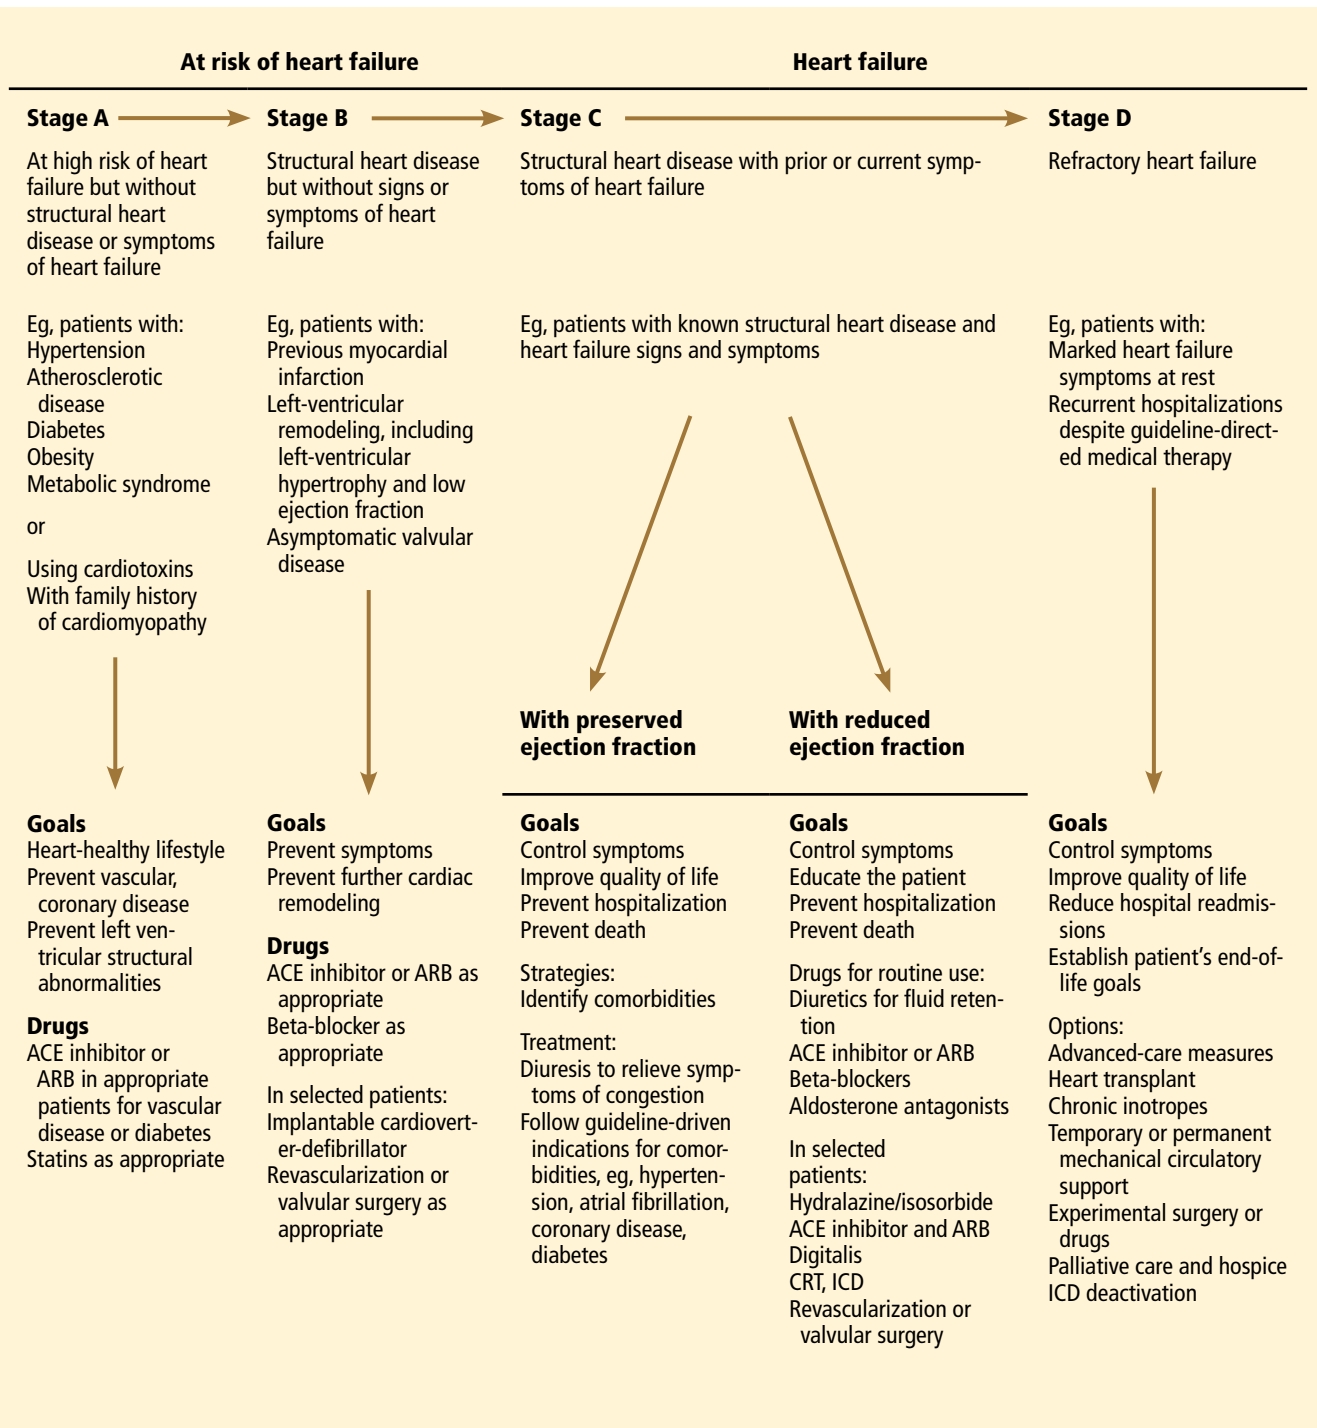 At risk of heart failure
Heart failure
Stage A
At high risk of heart
failure but without
structural heart
disease or symptoms
of heart failure
Eg, patients with:
Hypertension
Atherosclerotic
disease
Diabetes
Obesity
Metabolic syndrome
or
Using cardiotoxins
With family history
of cardiomyopathy
Goals
Heart-healthy lifestyle
Prevent vascular,
coronary disease
Prevent left ven-
tricular structural
abnormalities
Drugs
ACE inhibitor or
ARB in appropriate
patients for vascular
disease or diabetes
Statins as appropriate
Stage B
Structural heart disease
but without signs or
symptoms of heart
failure
Eg, patients with:
Previous myocardial
infarction
Left-ventricular
remodeling, including
left-ventricular
hypertrophy and low
ejection fraction
Asymptomatic valvular
disease
Goals
Prevent symptoms
Prevent further cardiac
remodeling
Drugs
ACE inhibitor or ARB as
appropriate
Beta-blocker as
appropriate
In selected patients:
Implantable cardiovert-
er-defibrillator
Revascularization or
valvular surgery as
appropriate
Stage C
Structural heart disease with prior or current symp-
toms of heart failure
Eg, patients with known structural heart disease and
heart failure signs and symptoms
With preserved
ejection fraction
Goals
Control symptoms
Improve quality of life
Prevent hospitalization
Prevent death
Strategies:
Identify comorbidities
Treatment:
Diuresis to relieve symp-
toms of congestion
Follow guideline-driven
indications for comor-
bidities, eg, hyperten-
sion, atrial fibrillation,
coronary disease,
diabetes
With reduced
ejection fraction
Goals
Control symptoms
Educate the patient
Prevent hospitalization
Prevent death
Drugs for routine use:
Diuretics for fluid reten-
tion
ACE inhibitor or ARB
Beta-blockers
Aldosterone antagonists
In selected
patients:
Hydralazine/isosorbide
ACE inhibitor and ARB
Digitalis
CRT, ICD
Revascularization or
valvular surgery
Stage D
Refractory heart failure
Eg, patients with:
Marked heart failure
symptoms at rest
Recurrent hospitalizations
despite guideline-direct-
ed medical therapy
Goals
Control symptoms
Improve quality of life
Reduce hospital readmis-
sions
Establish patient’s end-of-
life goals
Options:
Advanced-care measures
Heart transplant
Chronic inotropes
Temporary or permanent
mechanical circulatory
support
Experimental surgery or
drugs
Palliative care and hospice
ICD deactivation